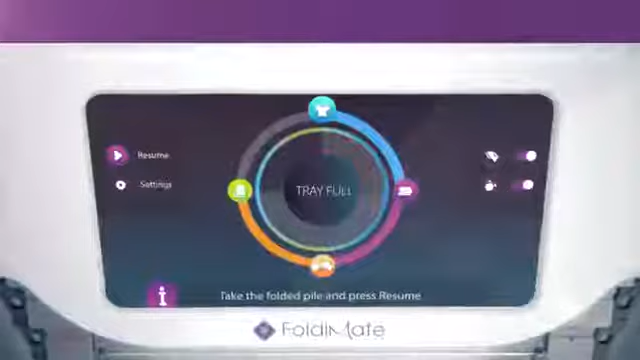 Resume
Settings
TRAY FULL
i
Take the folded pile and press Resume
FoldiMate